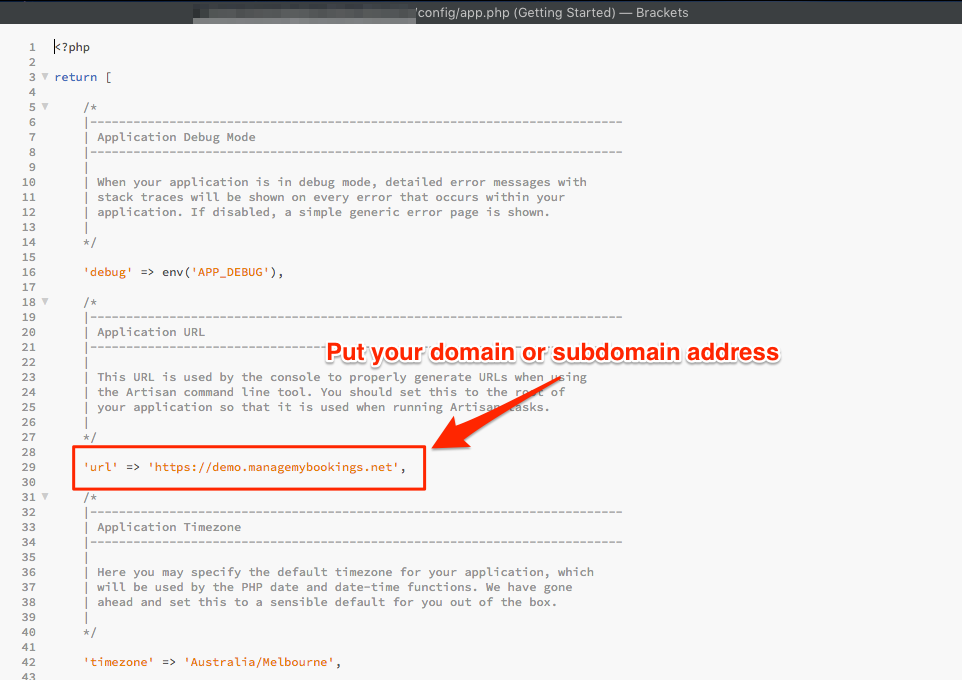 'config/app.php (Getting Started) — Brackets
1 <?php
2
3 return [
4
5 /*
6 |--------------------------------------------------------------------------
7 | Application Debug Mode
8 |--------------------------------------------------------------------------
9 |
10 | When your application is in debug mode, detailed error messages with
11 | stack traces will be shown on every error that occurs within your
12 | application. If disabled, a simple generic error page is shown.
13 |
14 */
15
16 'debug' => env('APP_DEBUG'),
17
18 /*
19 |--------------------------------------------------------------------------
20 | Application URL
21 |--------------------------------------------------------------------------
Put your domain or subdomain address
22 |
23 | This URL is used by the console to properly generate URLs when using
24 | the Artisan command line tool. You should set this to the root of
25 | your application so that it is used when running Artisan tasks.
26 |
27 */
28
29 'url' => 'https://demo.managemybookings.net',
30
31 /*
32 |--------------------------------------------------------------------------
33 | Application Timezone
34 |--------------------------------------------------------------------------
35 |
36 | Here you may specify the default timezone for your application, which
37 | will be used by the PHP date and date-time functions. We have gone
38 | ahead and set this to a sensible default for you out of the box.
39 |
40 */
41
42 'timezone' => 'Australia/Melbourne',
43